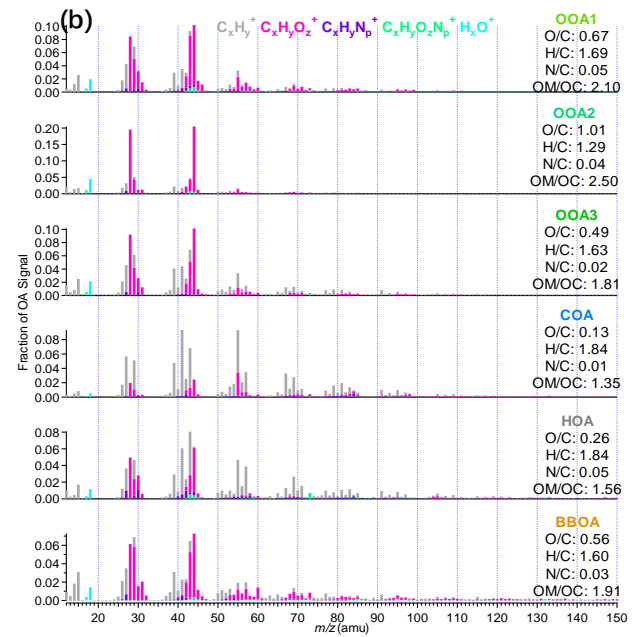 (b)
CxHy+ CxHyOz+ CxHyNp+ CxHyOzNp+ HxO+
OOA1
O/C: 0.67
H/C: 1.69
N/C: 0.05
OM/OC: 2.10
0.10
0.08
0.06
0.04
0.02
0.00
OOA2
O/C: 1.01
H/C: 1.29
N/C: 0.04
OM/OC: 2.50
0.20
0.15
0.10
0.05
0.00
OOA3
O/C: 0.49
H/C: 1.63
N/C: 0.02
OM/OC: 1.81
0.10
0.08
0.06
0.04
0.02
0.00
Fraction of OA Signal
COA
O/C: 0.13
H/C: 1.84
N/C: 0.01
OM/OC: 1.35
0.08
0.06
0.04
0.02
0.00
HOA
O/C: 0.26
H/C: 1.84
N/C: 0.05
OM/OC: 1.56
0.08
0.06
0.04
0.02
0.00
BBOA
O/C: 0.56
H/C: 1.60
N/C: 0.03
OM/OC: 1.91
0.06
0.04
0.02
0.00
20 30 40 50 60 70 80 90 100 110 120 130 140 150
m/z (amu)